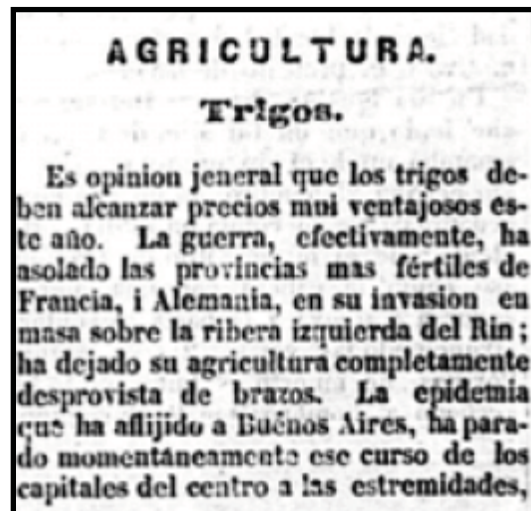 AGRICULTURA.
Trigos.
Es opinion jeneral que los trigos de-
ben alcanzar precios mui ventajosos es-
te año. La guerra, efectivamente, ha
asolado las provincias mas fértiles de
Francia, i Alemania, en su invasion en
masa sobre la ribera izquierda del Rin,
ha dejado su agricultura completamente
desprovista de brazos. La epidemia
que ha aflijido a Buenos Aires, ha para-
do momentáneamente ese curso de los
capitales del centro a las estremidades,